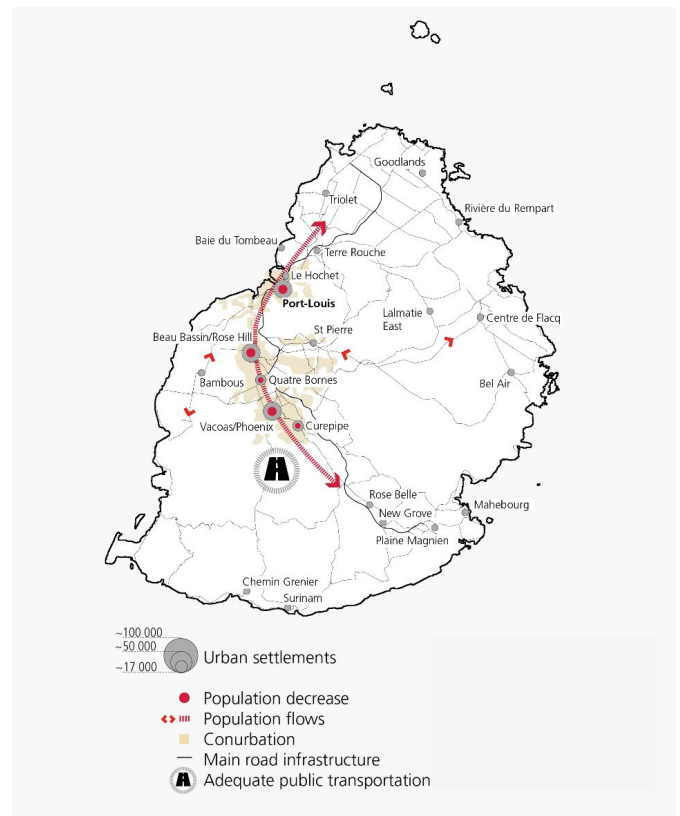 Goodlands
Triolet
Rivière du Rempart
Baie du Tombeau
Terre Rouche
Le Hochet
Port-Louis
Lalmatie
East
Centre de Flacq
St Pierre
Beau Bassin/Rose Hill
Bambous
Quatre Bornes
Bel Air
Vacoas/Phoenix
Curepipe
Rose Belle
New Grove
Mahebourg
Plaine Magnien
Chemin Grenier
Surinam
~100 000
~50 000
~17 000
Urban settlements
Population decrease
Population flows
Conurbation
Main road infrastructure
Adequate public transportation